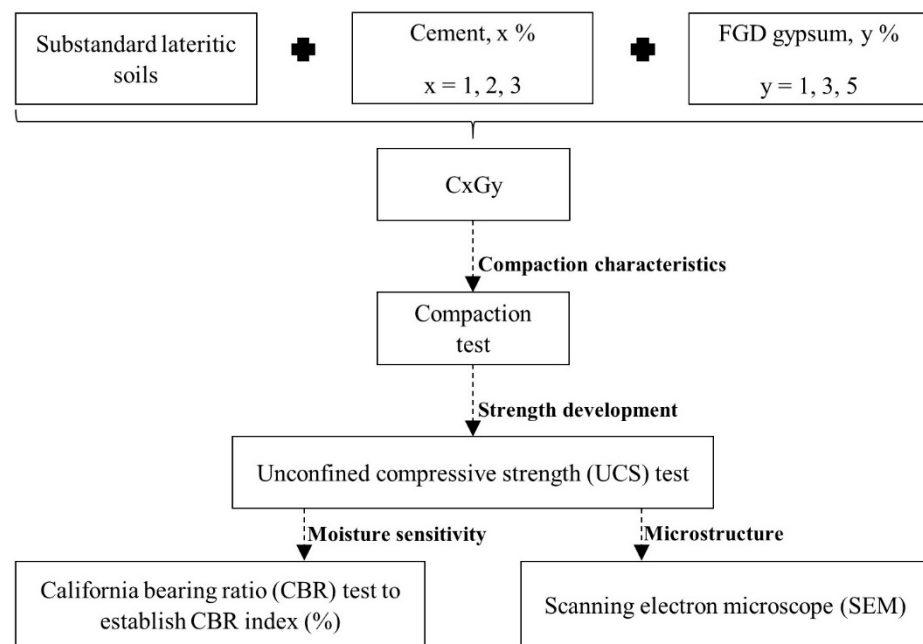 Substandard lateritic
soils
Cement, x %
x = 1, 2, 3
FGD gypsum, y %
y = 1, 3, 5
CxGy
Compaction characteristics
Compaction
test
Strength development
Unconfined compressive strength (UCS) test
Moisture sensitivity
Microstructure
California bearing ratio (CBR) test to
establish CBR index (%)
Scanning electron microscope (SEM)